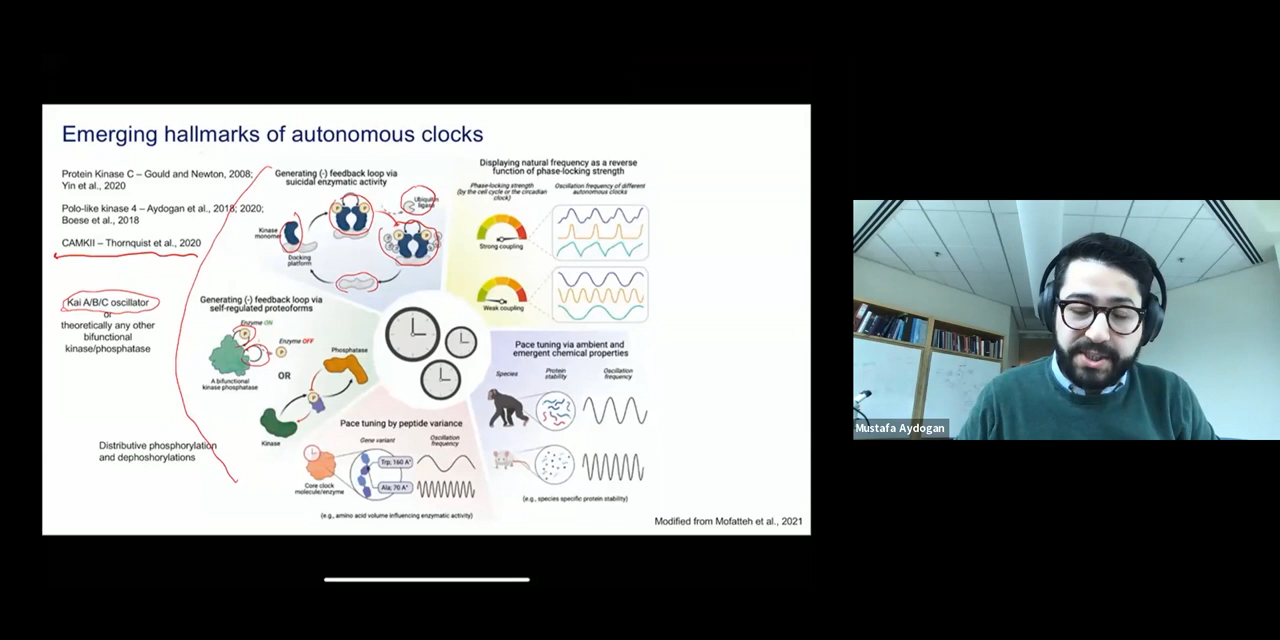 Emerging hallmarks of autonomous clocks
Protein Kinase C – Gould and Newton, 2008;
Yin et al., 2020
Polo-like kinase 4 – Aydogan et al., 2018; 2020;
Boese et al., 2018
CAMKII – Thornquist et al., 2020
Kai A/B/C oscillator
or
theoretically any other
bifunctional
kinase/phosphatase
Distributive phosphorylation
and dephoshorylations
Generating (-) feedback loop via
suicidal enzymatic activity
Ubiquitin
ligase
Kinase
monomer
Docking
platform
Generating (-) feedback loop via
self-regulated proteoforms
Enzyme ON
Enzyme OFF
Phosphatase
A bifunctional
kinase phosphatase
OR
Kinase
Pace tuning by peptide variance
Gene variant
Oscillation
frequency
Trp; 160 A³
Ala; 70 A³
Core clock
molecule/enzyme
(e.g., amino acid volume influencing enzymatic activity)
Displaying natural frequency as a reverse
function of phase-locking strength
Phase-locking strength
(by the cell cycle or the circadian
clock)
Oscillation frequency of different
autonomous clocks
Strong coupling
Weak coupling
Pace tuning via ambient and
emergent chemical properties
Species
Protein
stability
Oscillation
frequency
(e.g., species specific protein stability)
Modified from Mofatteh et al., 2021
Mustafa Aydogan